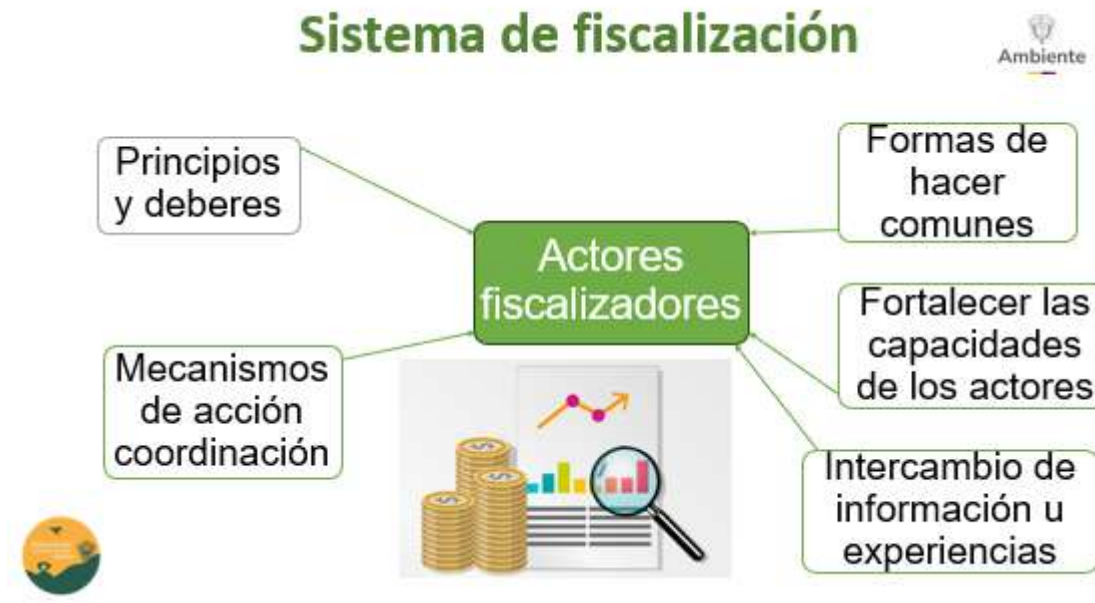 Sistema de fiscalización
Ambiente
Principios
y deberes
Mecanismos
de acción
coordinación
Actores
fiscalizadores
Formas de
hacer
comunes
Fortalecer las
capacidades
de los actores
Intercambio de
información u
experiencias